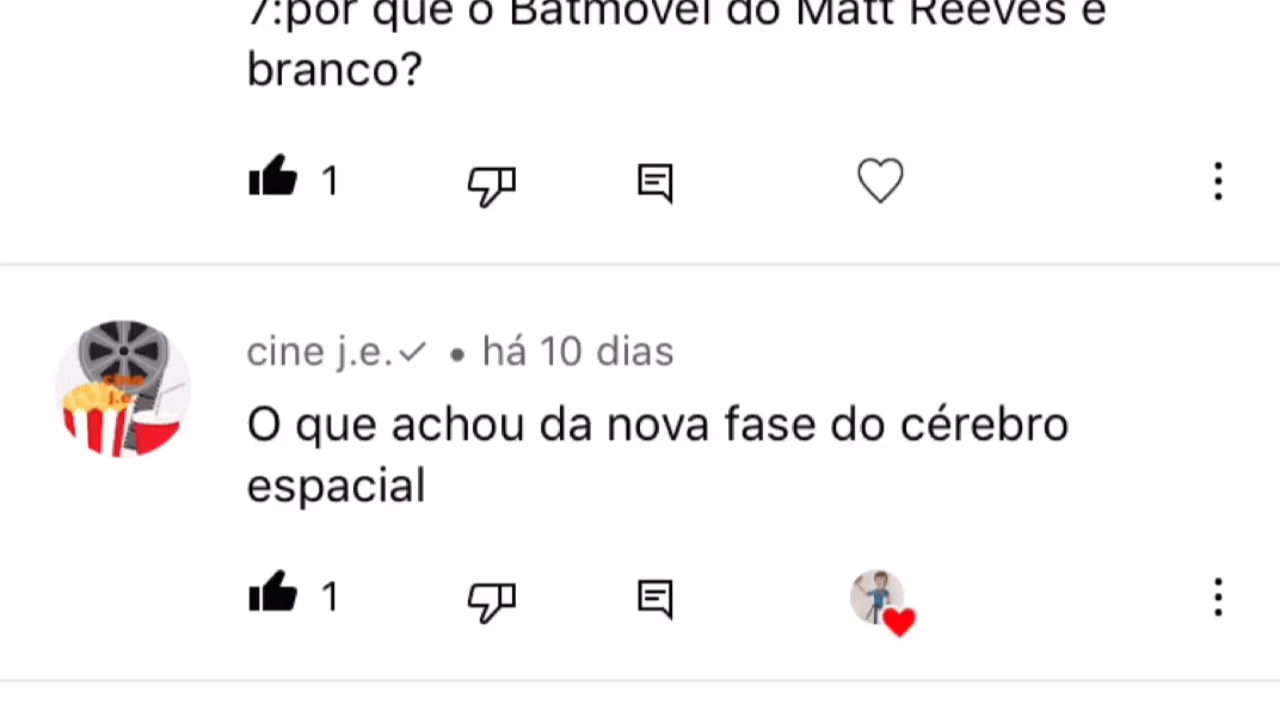 7:por que o Batmóvel do Matt Reeves é
branco?
1
cine j.e.✓ • há 10 dias
cine
j.e.
O que achou da nova fase do cérebro
espacial
1